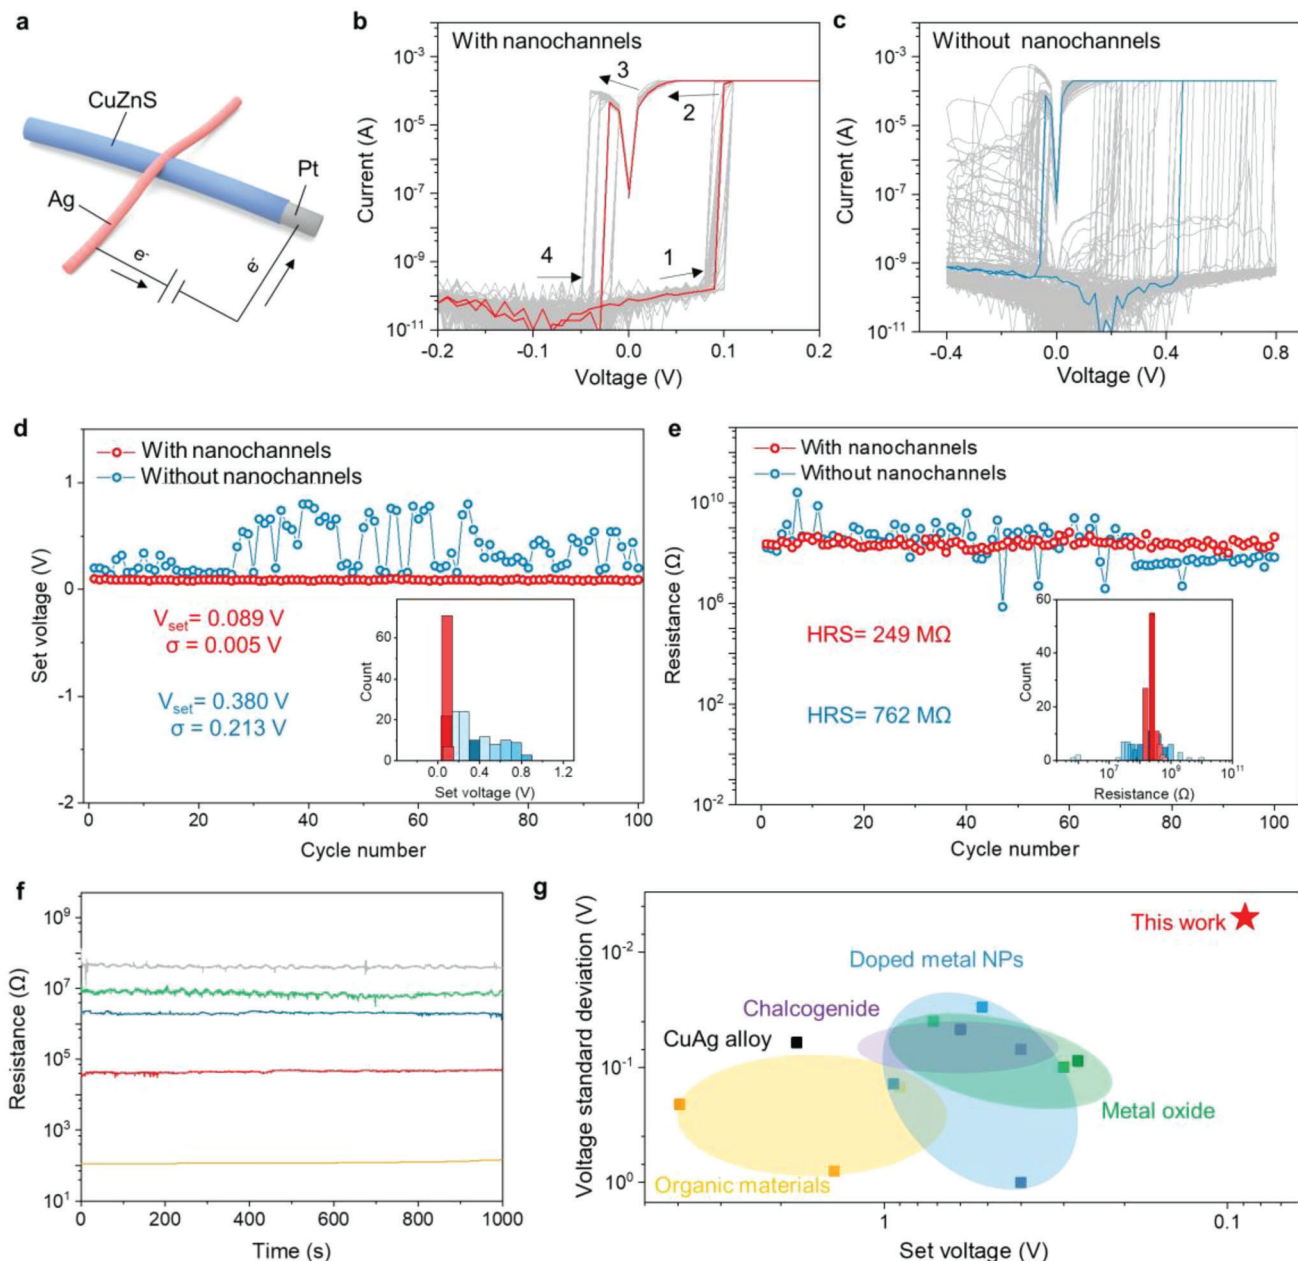 a
CuZnS
Pt
Ag
e-
e-
b
With nanochannels
3
2
4
1
Current (A)
10-3
10-5
10-7
10-9
10-11
-0.2 -0.1 0.0 0.1 0.2
Voltage (V)
c
Without nanochannels
Current (A)
10-3
10-5
10-7
10-9
10-11
-0.4 0.0 0.4 0.8
Voltage (V)
d
With nanochannels
Without nanochannels
Set voltage (V)
1
0
-1
-2
Vset= 0.089 V
σ = 0.005 V
Vset= 0.380 V
σ = 0.213 V
Count
60
40
20
0
0.0 0.4 0.8 1.2
Set voltage (V)
0 20 40 60 80 100
Cycle number
e
With nanochannels
Without nanochannels
Resistance (Ω)
10^10
10^6
10^2
10-2
HRS= 249 MΩ
HRS= 762 MΩ
Count
60
40
20
0
10^7 10^9 10^11
Resistance (Ω)
0 20 40 60 80 100
Cycle number
f
Resistance (Ω)
10^9
10^7
10^5
10^3
10^1
0 200 400 600 800 1000
Time (s)
g
Voltage standard deviation (V)
10-2
10-1
10^0
This work
Doped metal NPs
Chalcogenide
CuAg alloy
Metal oxide
Organic materials
1 0.1
Set voltage (V)